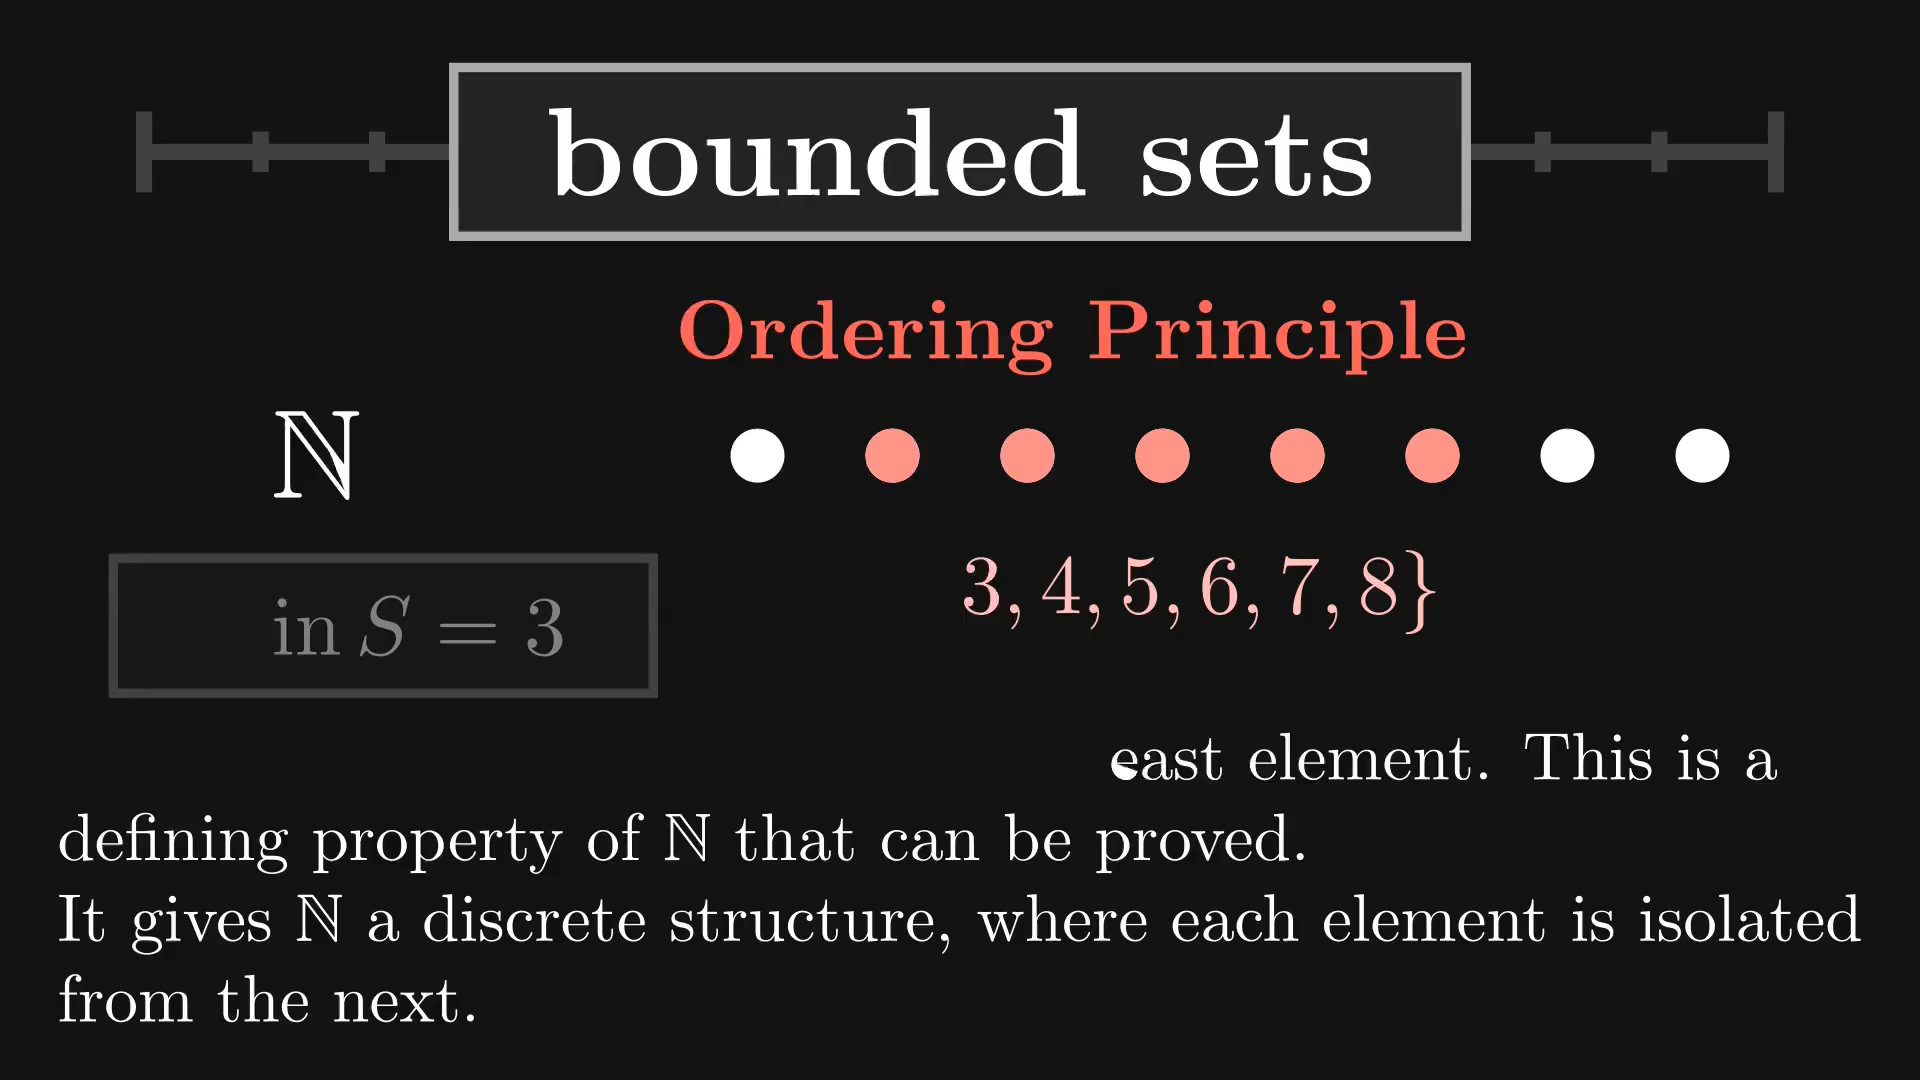 bounded sets
Ordering Principle
ℕ
3, 4, 5, 6, 7, 8}
in S = 3
east element. This is a
defining property of ℕ that can be proved.
It gives ℕ a discrete structure, where each element is isolated
from the next.